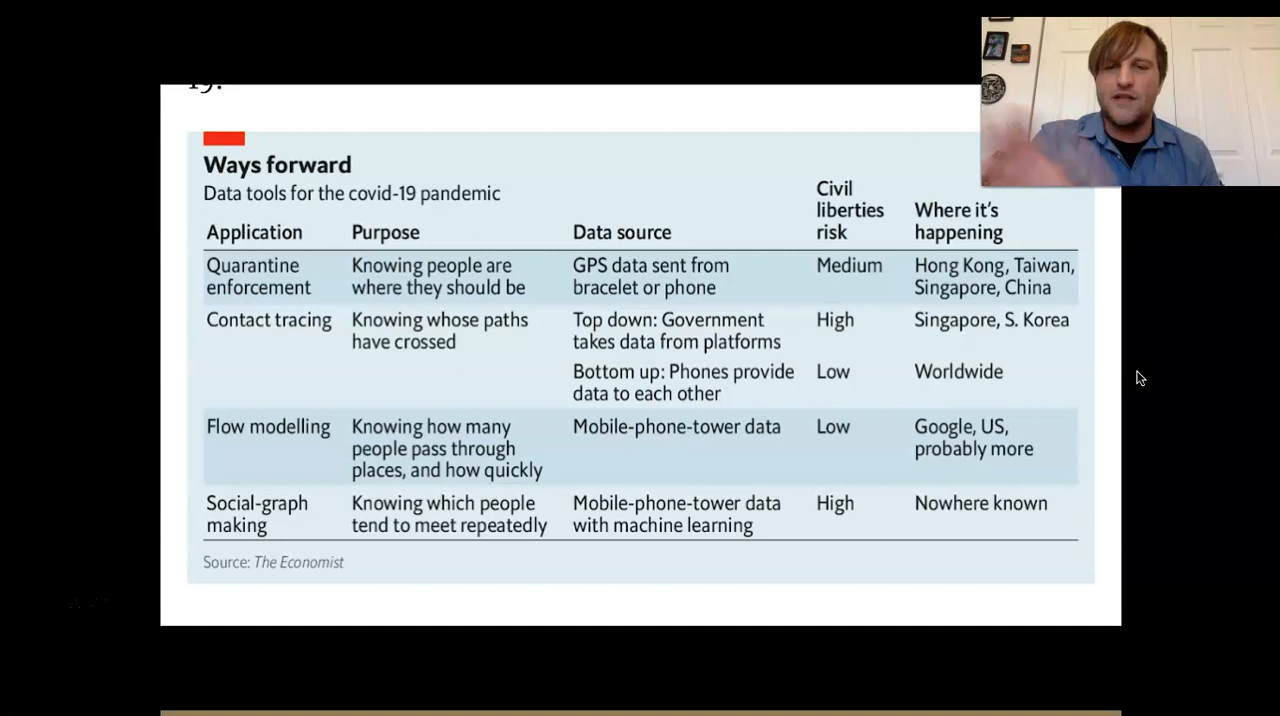 19.
Ways forward
Data tools for the covid-19 pandemic
Application Purpose Data source Civil liberties risk Where it's happening
Quarantine enforcement Knowing people are where they should be GPS data sent from bracelet or phone Medium Hong Kong, Taiwan, Singapore, China
Contact tracing Knowing whose paths have crossed Top down: Government takes data from platforms High Singapore, S. Korea
Bottom up: Phones provide data to each other Low Worldwide
Flow modelling Knowing how many people pass through places, and how quickly Mobile-phone-tower data Low Google, US, probably more
Social-graph making Knowing which people tend to meet repeatedly Mobile-phone-tower data with machine learning High Nowhere known
Source: The Economist